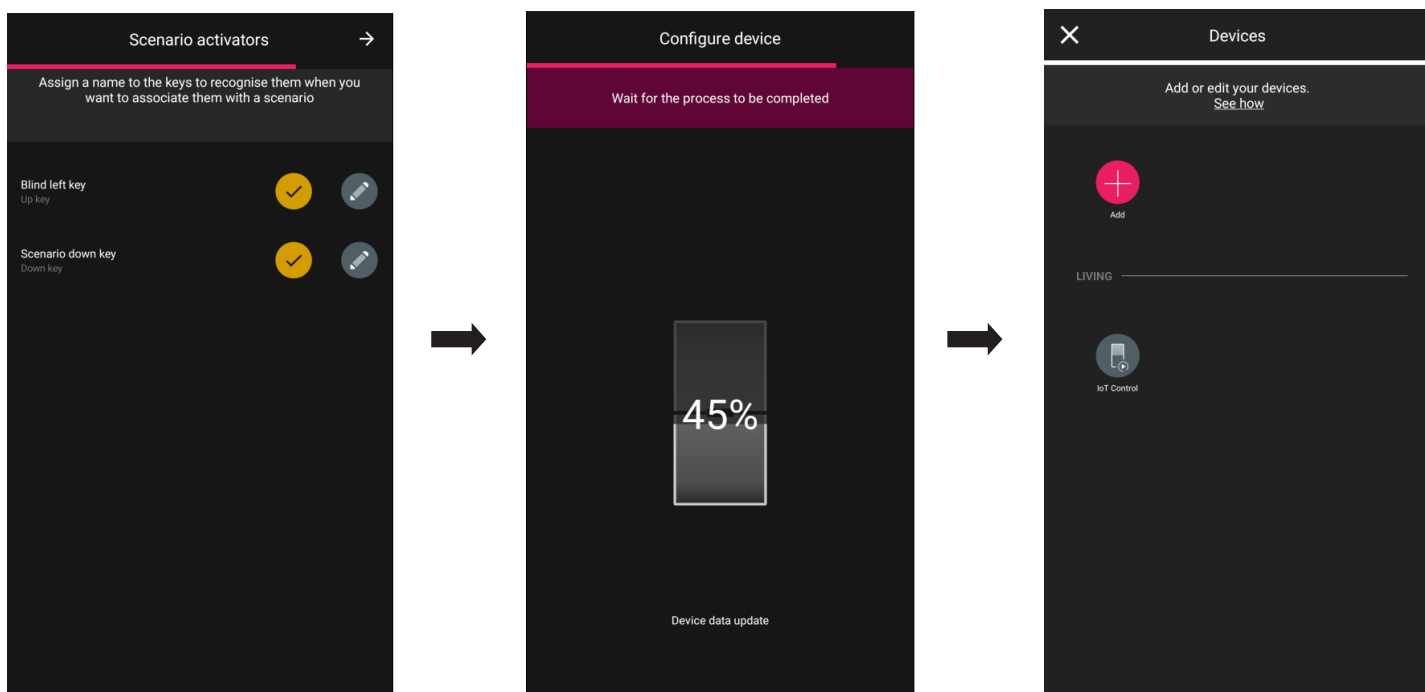 Scenario activators
Assign a name to the keys to recognise them when you
want to associate them with a scenario
Blind left key
Up key
Scenario down key
Down key
Configure device
Wait for the process to be completed
45%
Device data update
Devices
Add or edit your devices.
See how
Add
LIVING
IoT Control